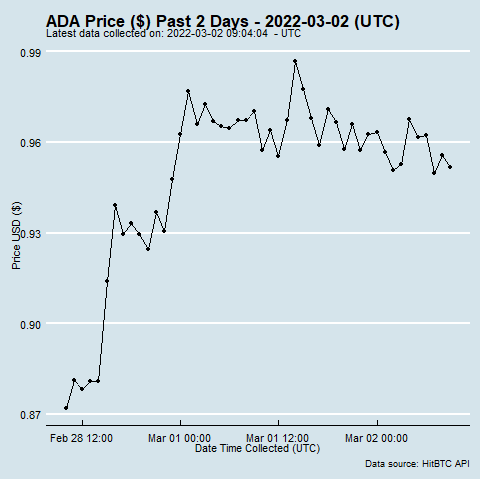 ADA Price ($) Past 2 Days - 2022-03-02 (UTC)
Latest data collected on: 2022-03-02 09:04:04 - UTC
0.99
0.96
0.93
0.90
0.87
Price USD ($)
Feb 28 12:00
Mar 01 00:00
Mar 01 12:00
Mar 02 00:00
Date Time Collected (UTC)
Data source: HitBTC API